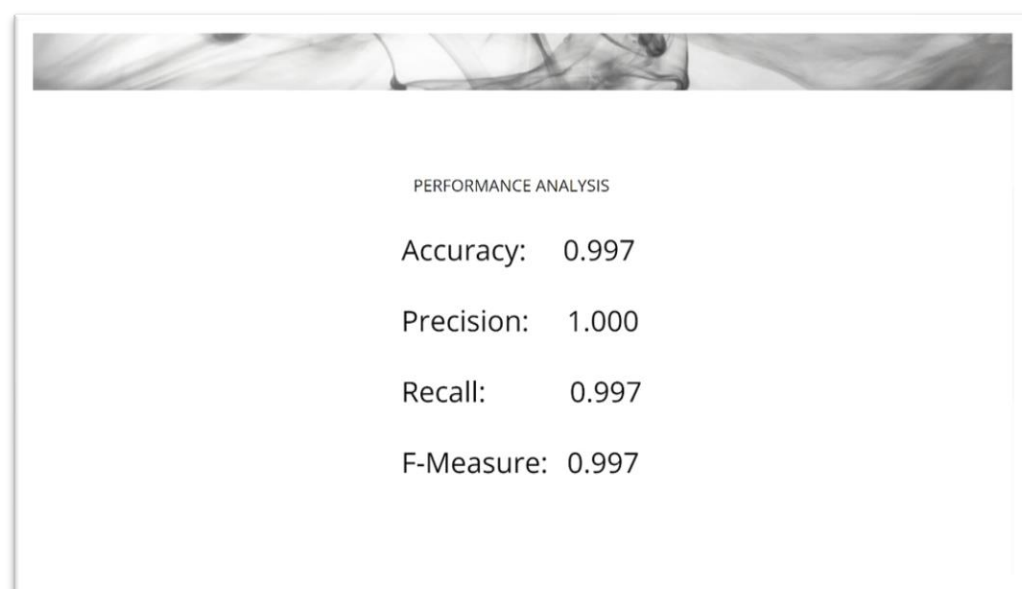 PERFORMANCE ANALYSIS
Accuracy: 0.997
Precision: 1.000
Recall: 0.997
F-Measure: 0.997